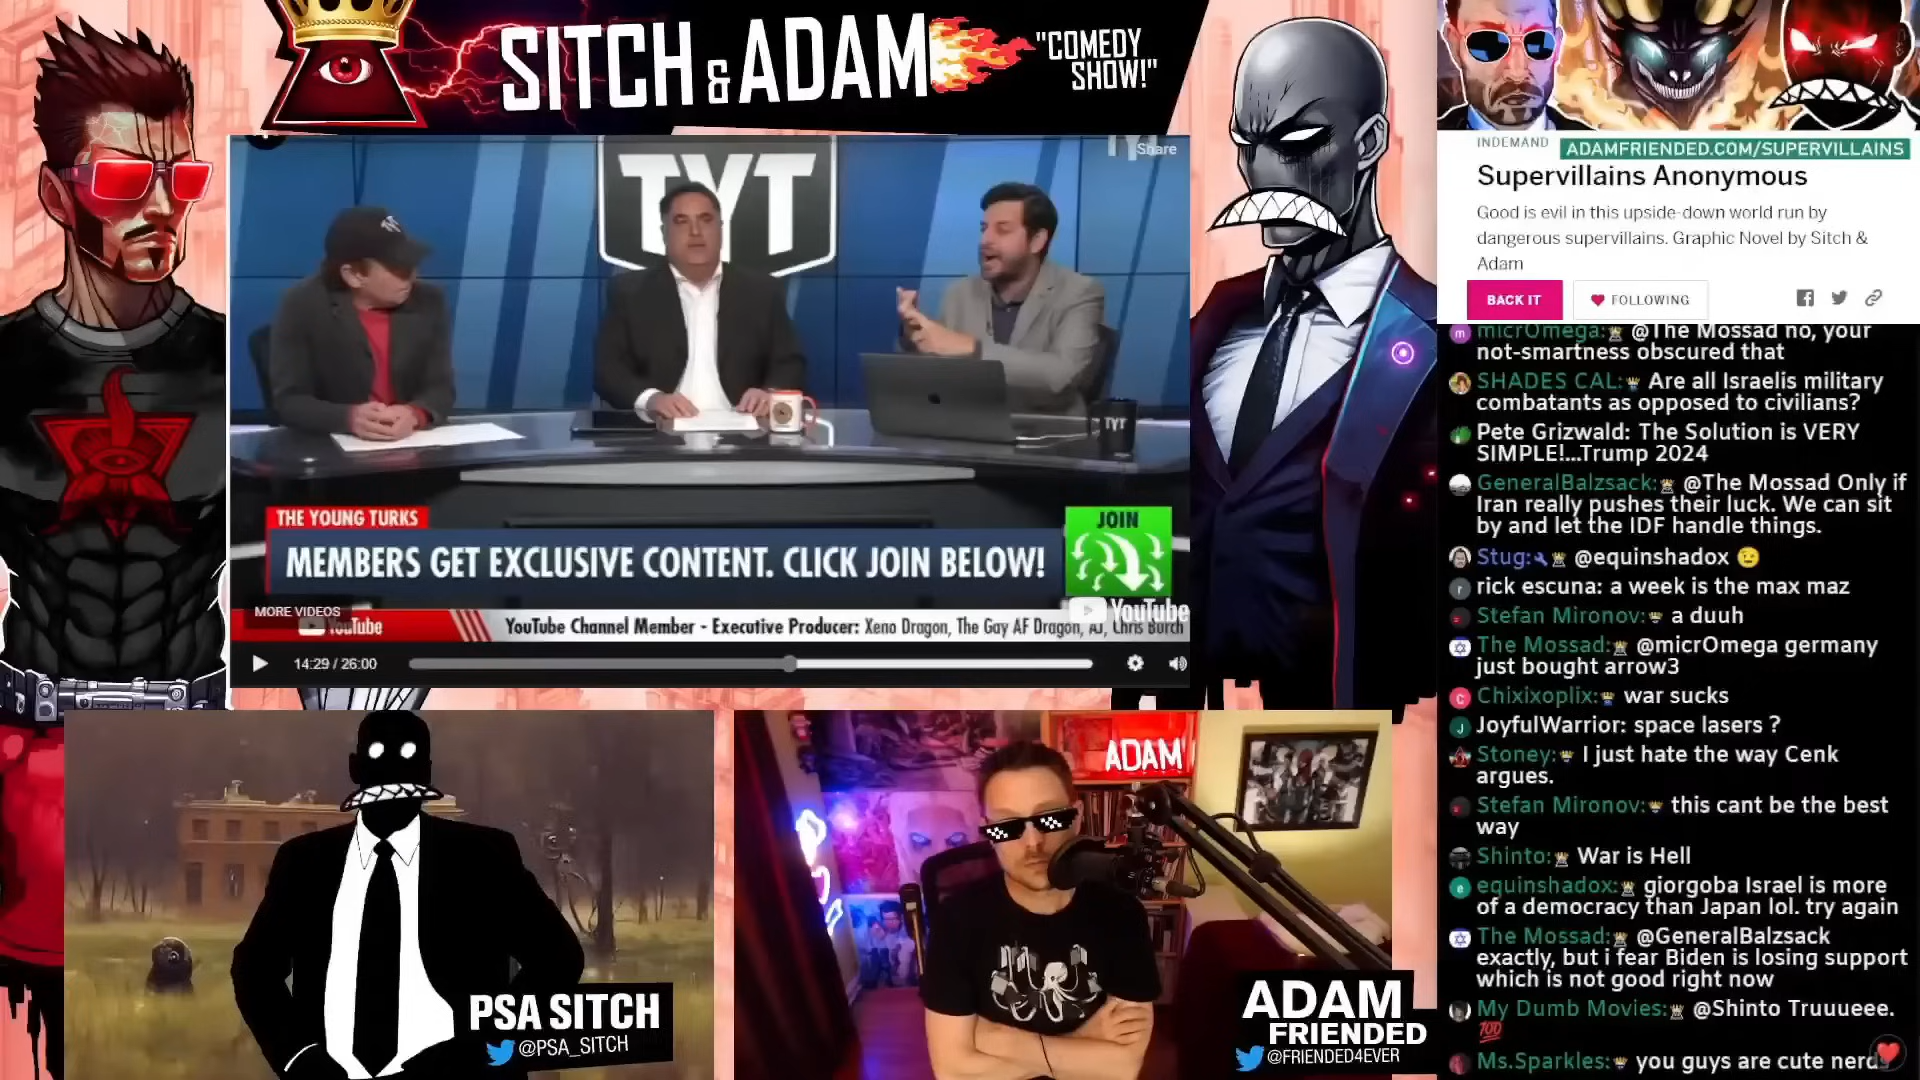 SITCH & ADAM
"COMEDY
SHOW!"
Share
TYT
TYT
THE YOUNG TURKS
MEMBERS GET EXCLUSIVE CONTENT. CLICK JOIN BELOW!
JOIN
MORE VIDEOS
YouTube
YouTube
YouTube Channel Member - Executive Producer: Xeno Dragon, The Gay AF Dragon, AJ, Chris Burch
14:29 / 26:00
PSA SITCH
@PSA_SITCH
ADAM
ADAM
FRIENDED
@FRIENDED4EVER
INDEMAND
ADAMFRIENDED.COM/SUPERVILLAINS
Supervillains Anonymous
Good is evil in this upside-down world run by
dangerous supervillains. Graphic Novel by Sitch &
Adam
BACK IT
FOLLOWING
micrOmega: @The Mossad no, your
not-smartness obscured that
SHADES CAL: Are all Israelis military
combatants as opposed to civilians?
Pete Grizwald: The Solution is VERY
SIMPLE!...Trump 2024
GeneralBalzsack: @The Mossad Only if
Iran really pushes their luck. We can sit
by and let the IDF handle things.
Stug: @equinshadox 🤨
rick escuna: a week is the max maz
Stefan Mironov: a duuh
The Mossad: @micrOmega germany
just bought arrow3
Chixixoplix: war sucks
JoyfulWarrior: space lasers ?
Stoney: I just hate the way Cenk
argues.
Stefan Mironov: this cant be the best
way
Shinto: War is Hell
equinshadox: giorgoba Israel is more
of a democracy than Japan lol. try again
The Mossad: @GeneralBalzsack
exactly, but i fear Biden is losing support
which is not good right now
My Dumb Movies: @Shinto Truuueee.
💯
Ms.Sparkles: you guys are cute nerds